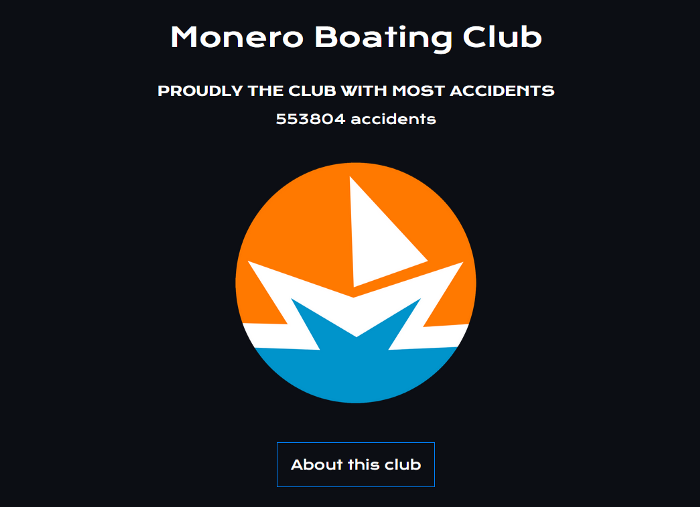 Monero Boating Club
PROUDLY THE CLUB WITH MOST ACCIDENTS
553804 accidents
About this club